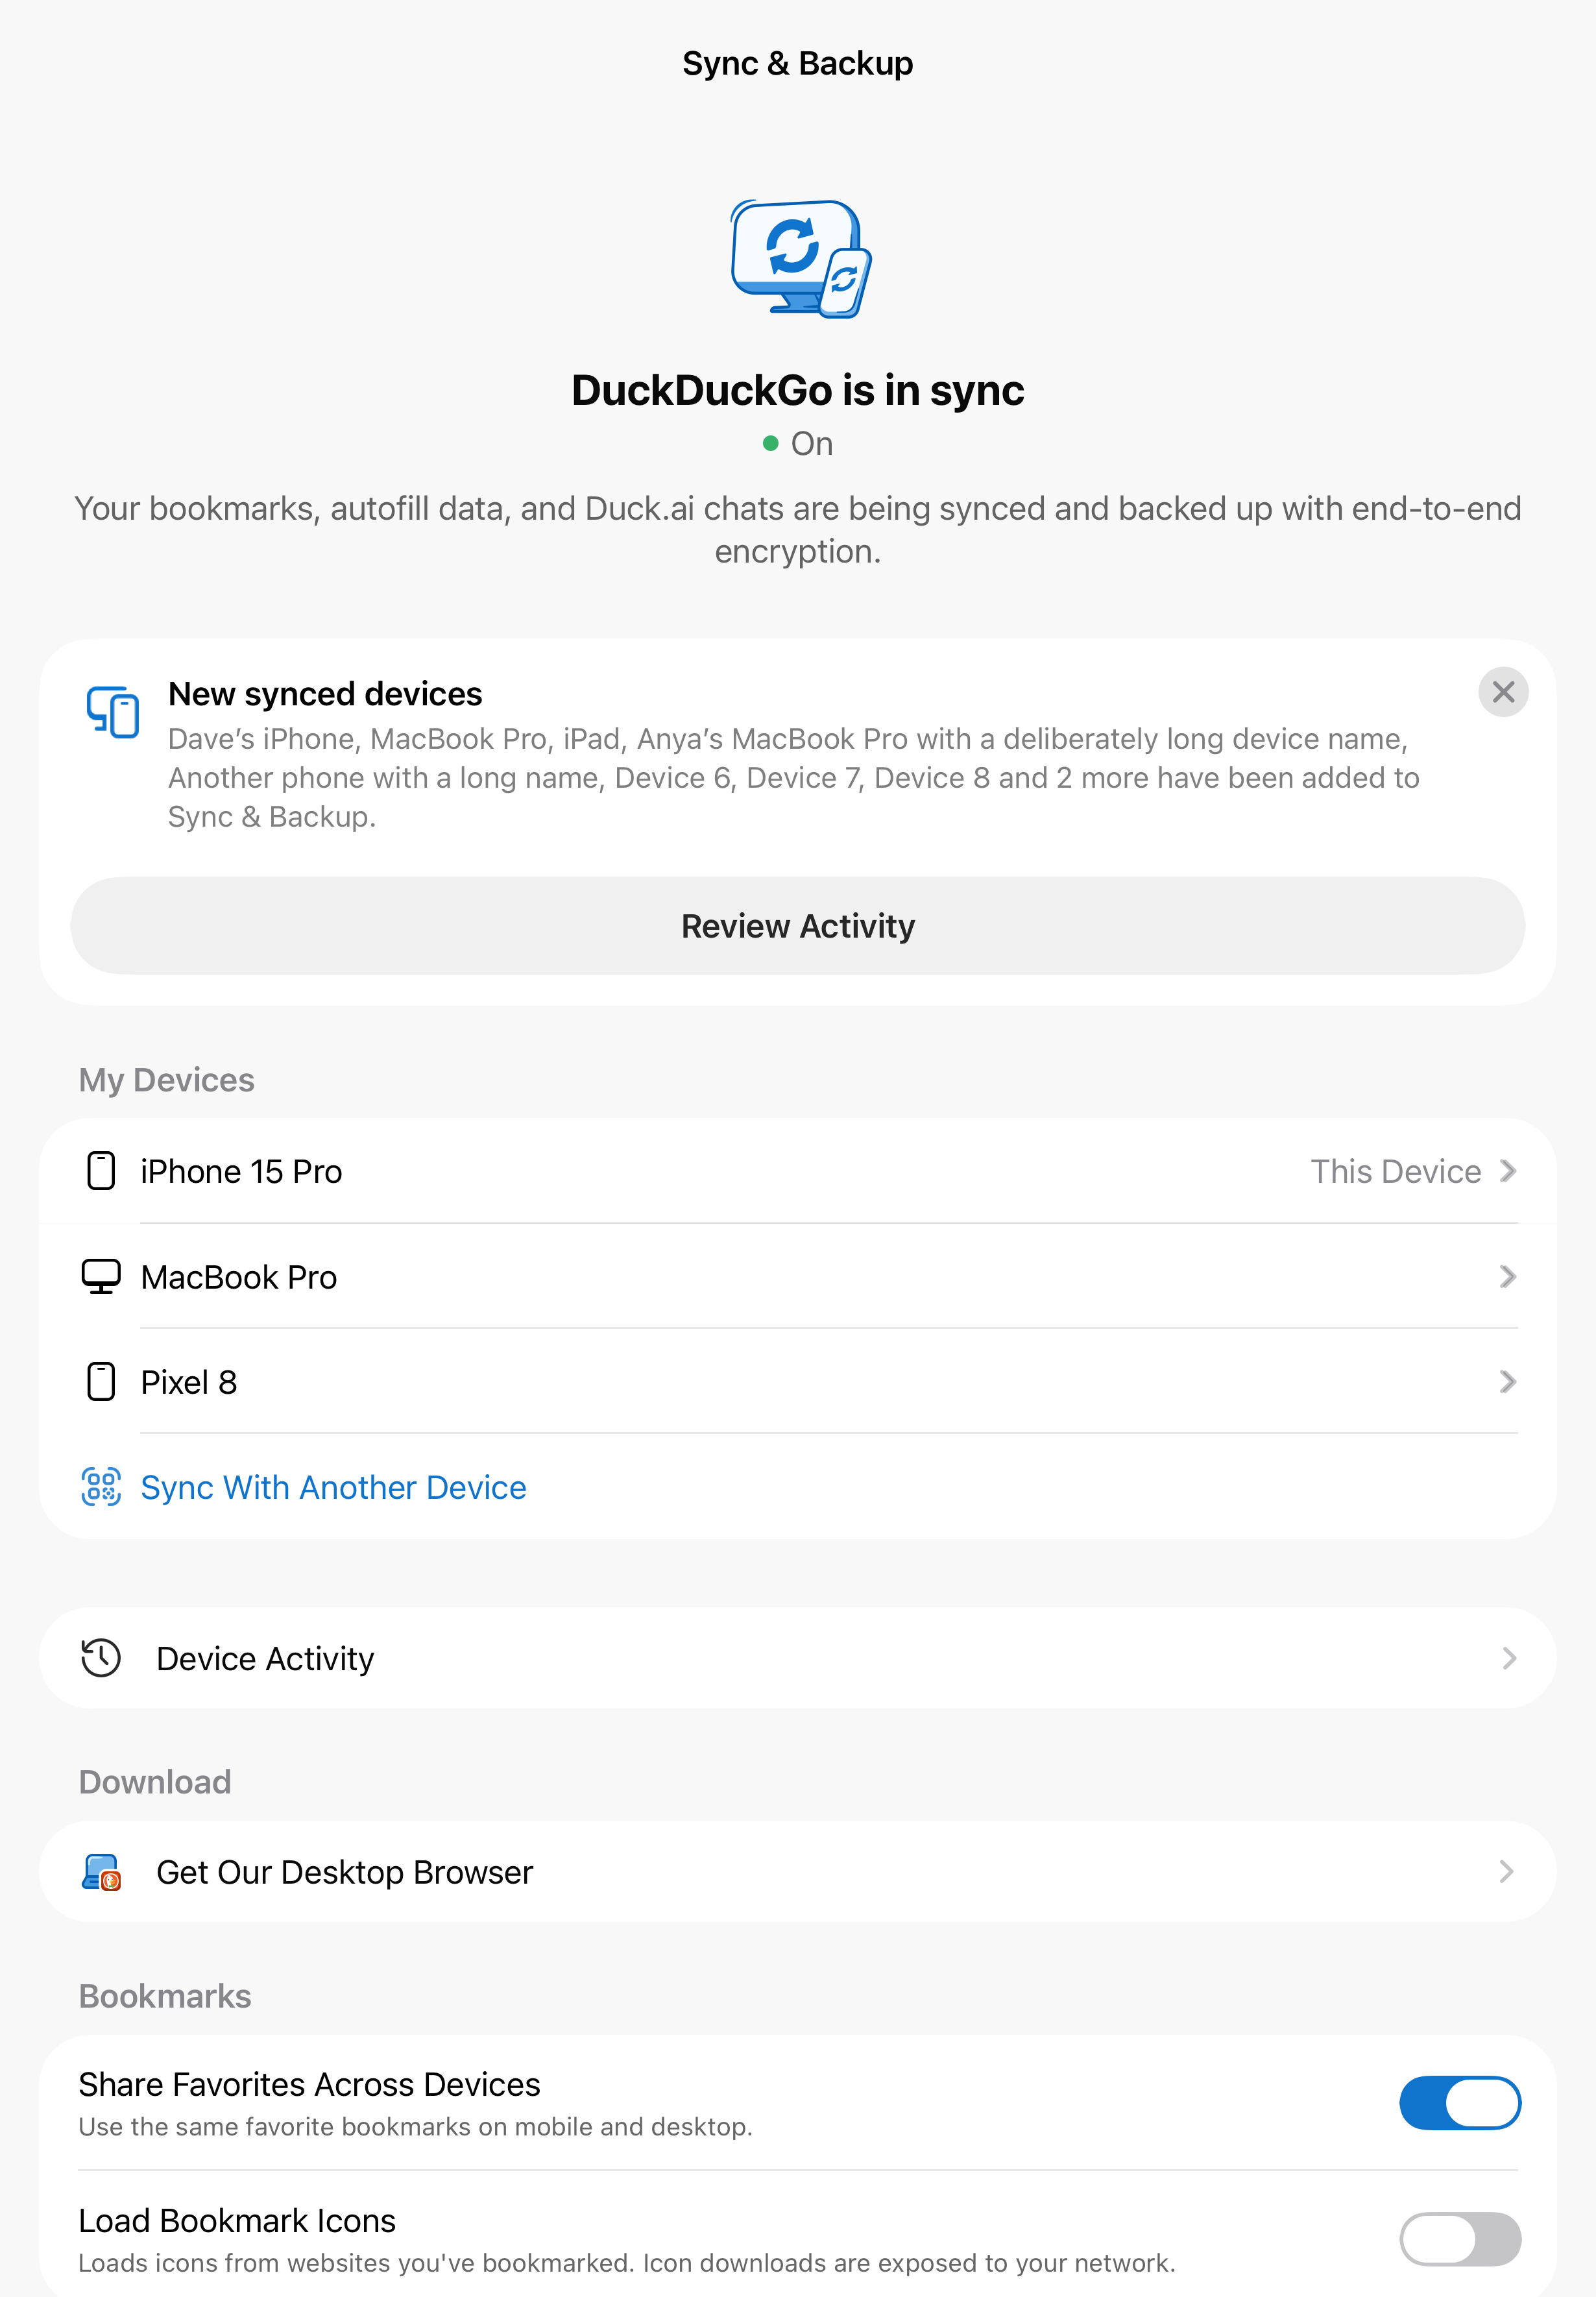 Sync & Backup
DuckDuckGo is in sync
On
Your bookmarks, autofill data, and Duck.ai chats are being synced and backed up with end-to-end
encryption.
New synced devices
Dave’s iPhone, MacBook Pro, iPad, Anya’s MacBook Pro with a deliberately long device name,
Another phone with a long name, Device 6, Device 7, Device 8 and 2 more have been added to
Sync & Backup.
Review Activity
My Devices
iPhone 15 Pro
This Device
MacBook Pro
Pixel 8
Sync With Another Device
Device Activity
Download
Get Our Desktop Browser
Bookmarks
Share Favorites Across Devices
Use the same favorite bookmarks on mobile and desktop.
Load Bookmark Icons
Loads icons from websites you've bookmarked. Icon downloads are exposed to your network.